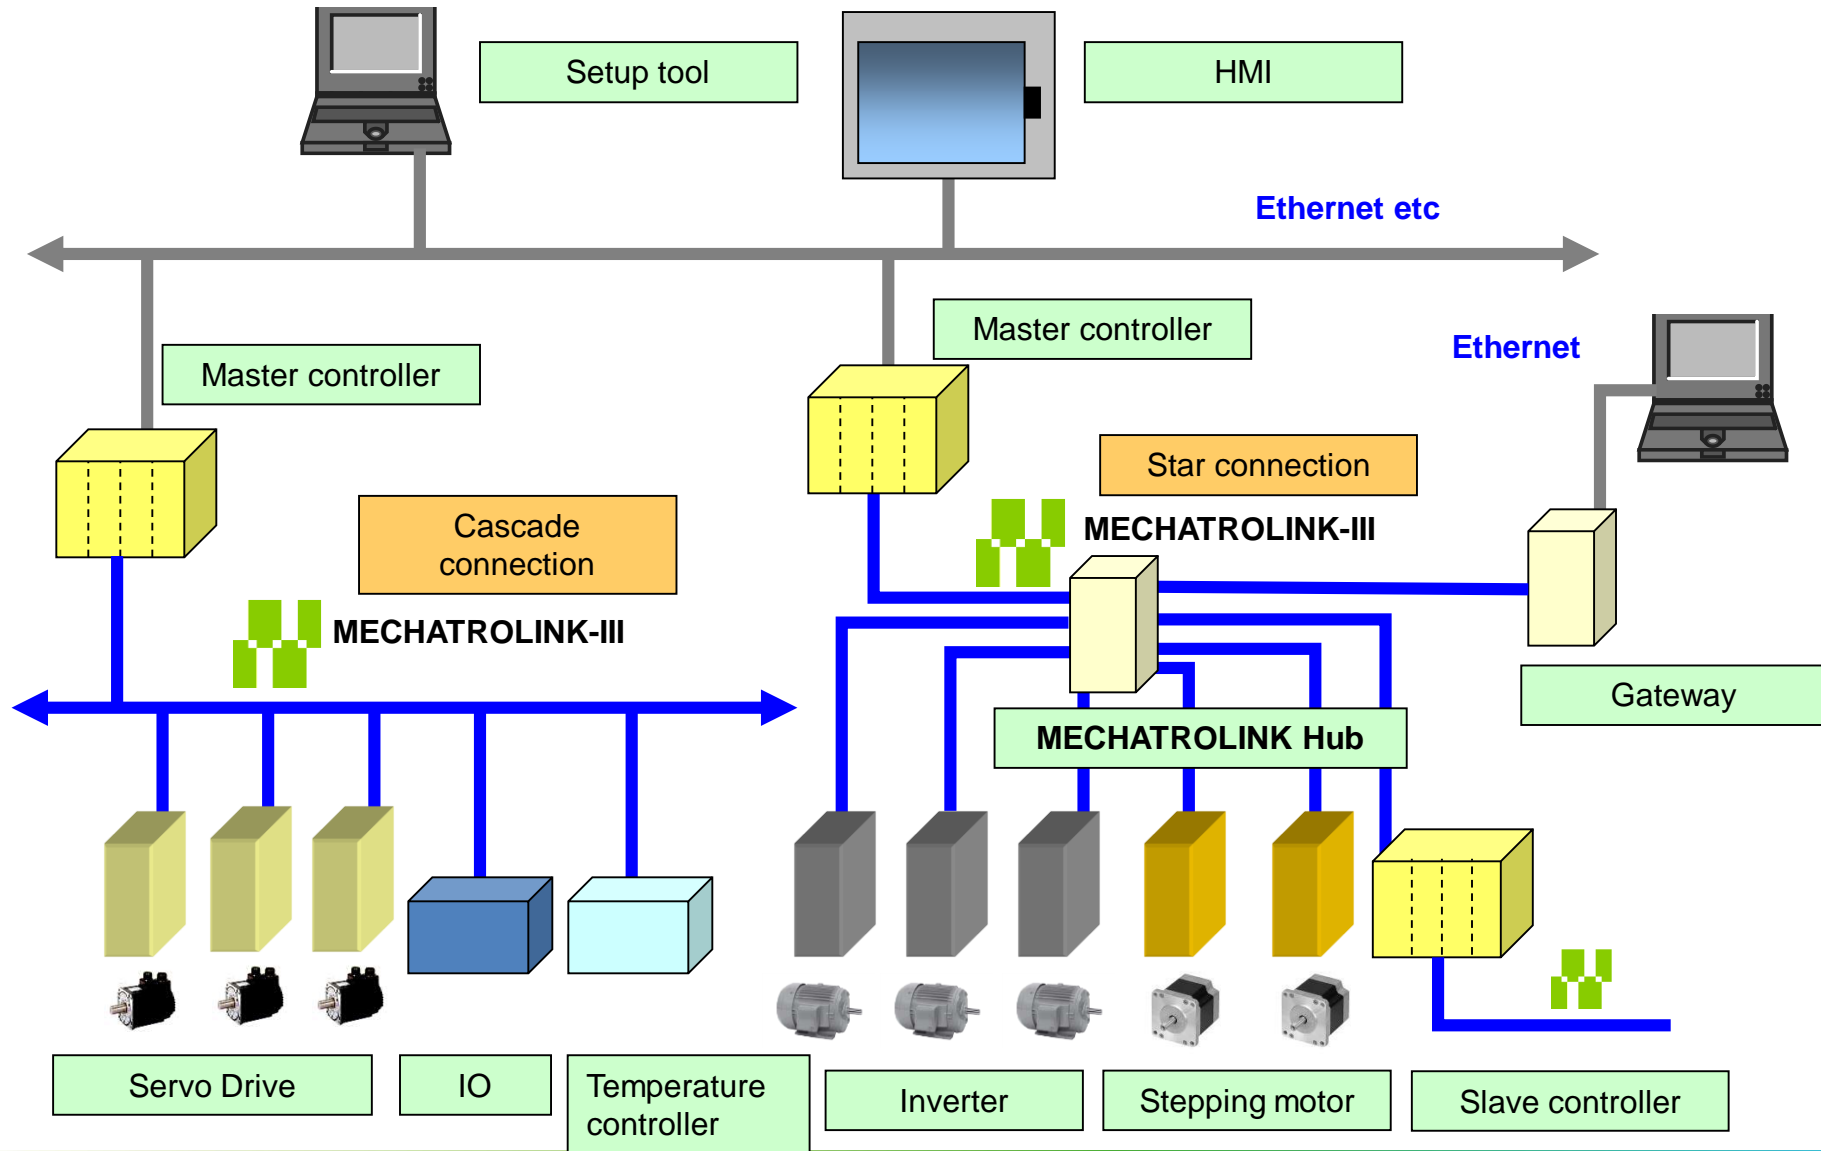 Setup tool
HMI
Ethernet etc
Master controller
Ethernet
Master controller
Star connection
Cascade
connection
MECHATROLINK-III
MECHATROLINK-III
Gateway
MECHATROLINK Hub
Servo Drive
IO
Temperature
controller
Inverter
Stepping motor
Slave controller